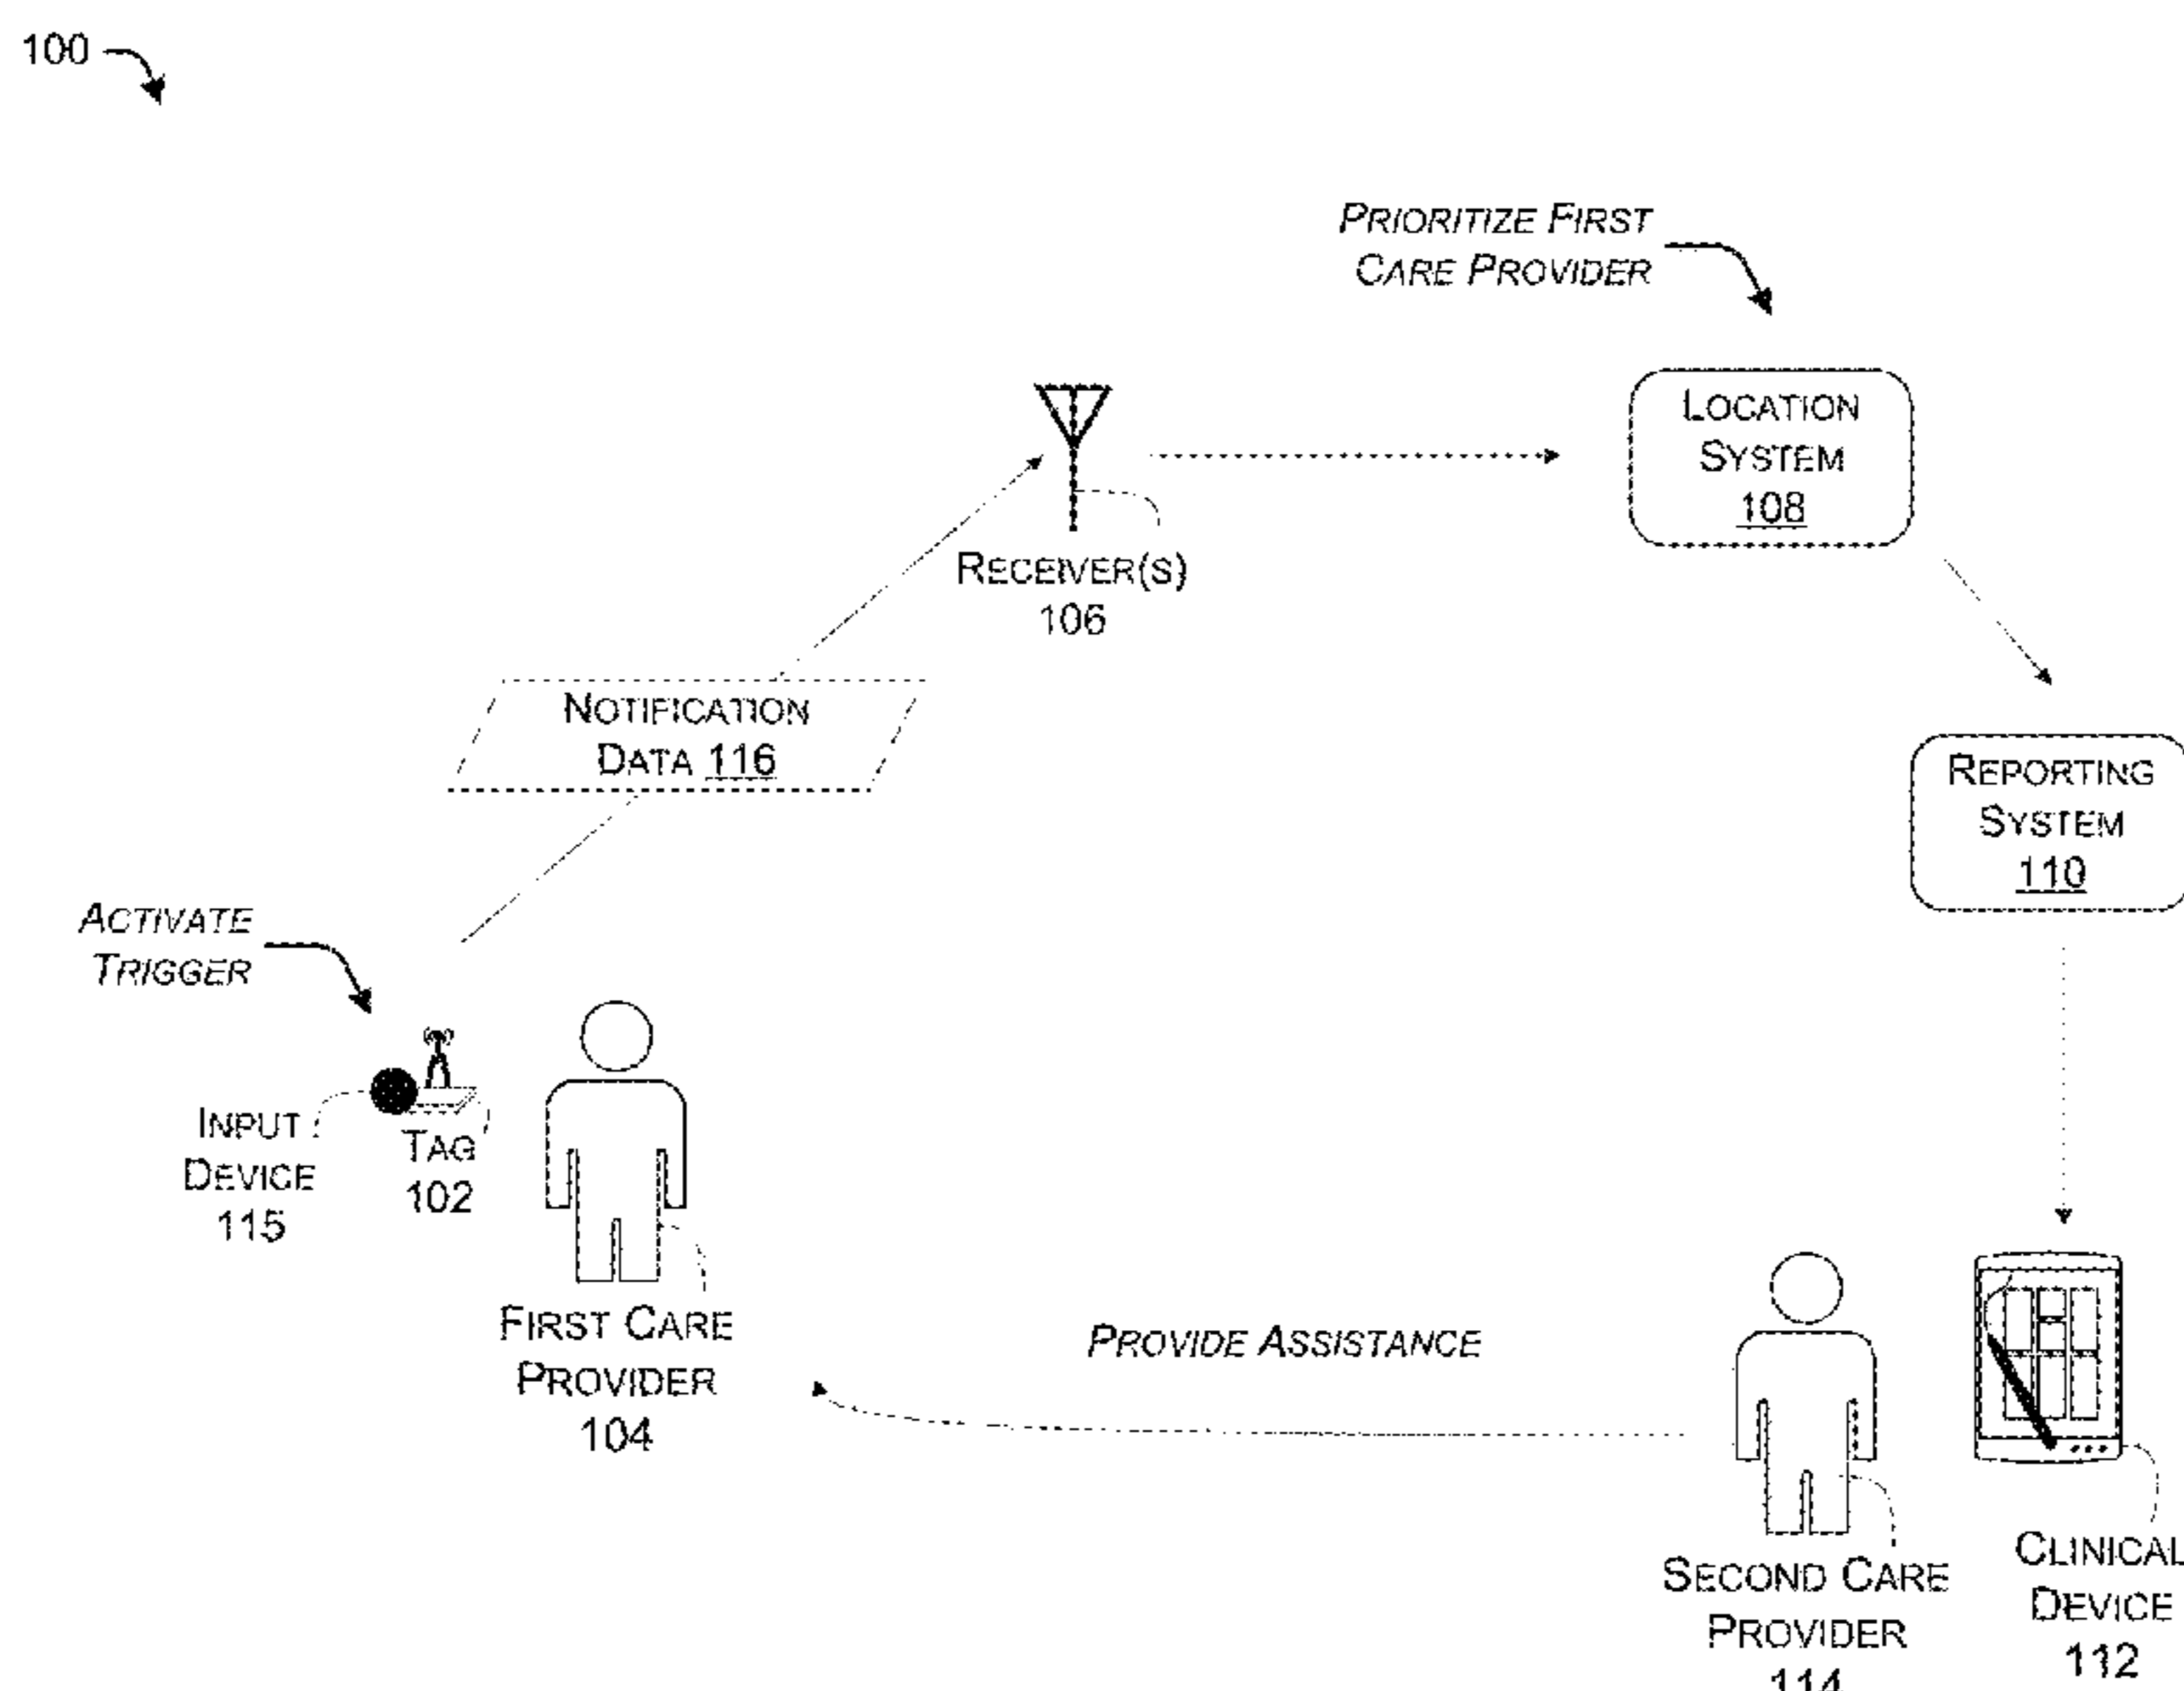 100
PRIORITIZE FIRST
CARE PROVIDER
LOCATION
SYSTEM
108
RECEIVER(S)
106
NOTIFICATION
DATA 116
REPORTING
SYSTEM
110
ACTIVATE
TRIGGER
INPUT
DEVICE
115
TAG
102
FIRST CARE
PROVIDER
104
PROVIDE ASSISTANCE
SECOND CARE
PROVIDER
114
CLINICAL
DEVICE
112